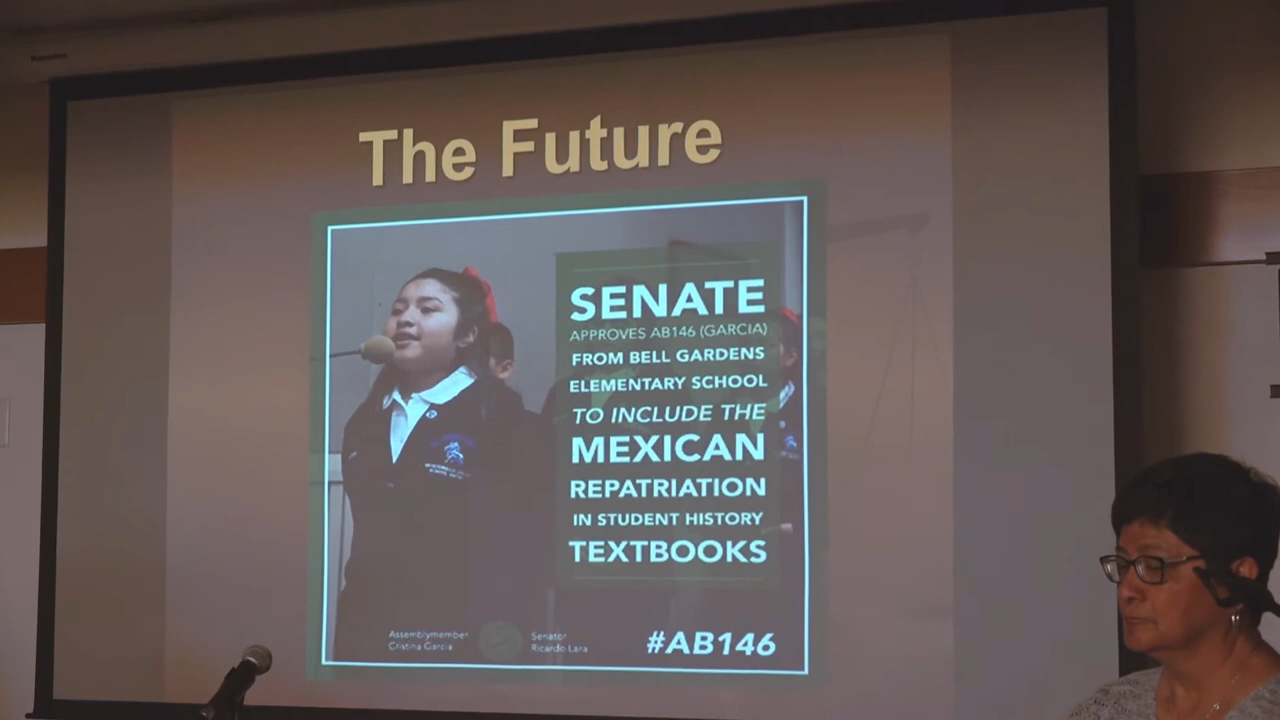 The Future
SENATE
APPROVES AB146 (GARCIA)
FROM BELL GARDENS
ELEMENTARY SCHOOL
TO INCLUDE THE
MEXICAN
REPATRIATION
IN STUDENT HISTORY
TEXTBOOKS
Assemblymember
Cristina Garcia
Senator
Ricardo Lara
#AB146